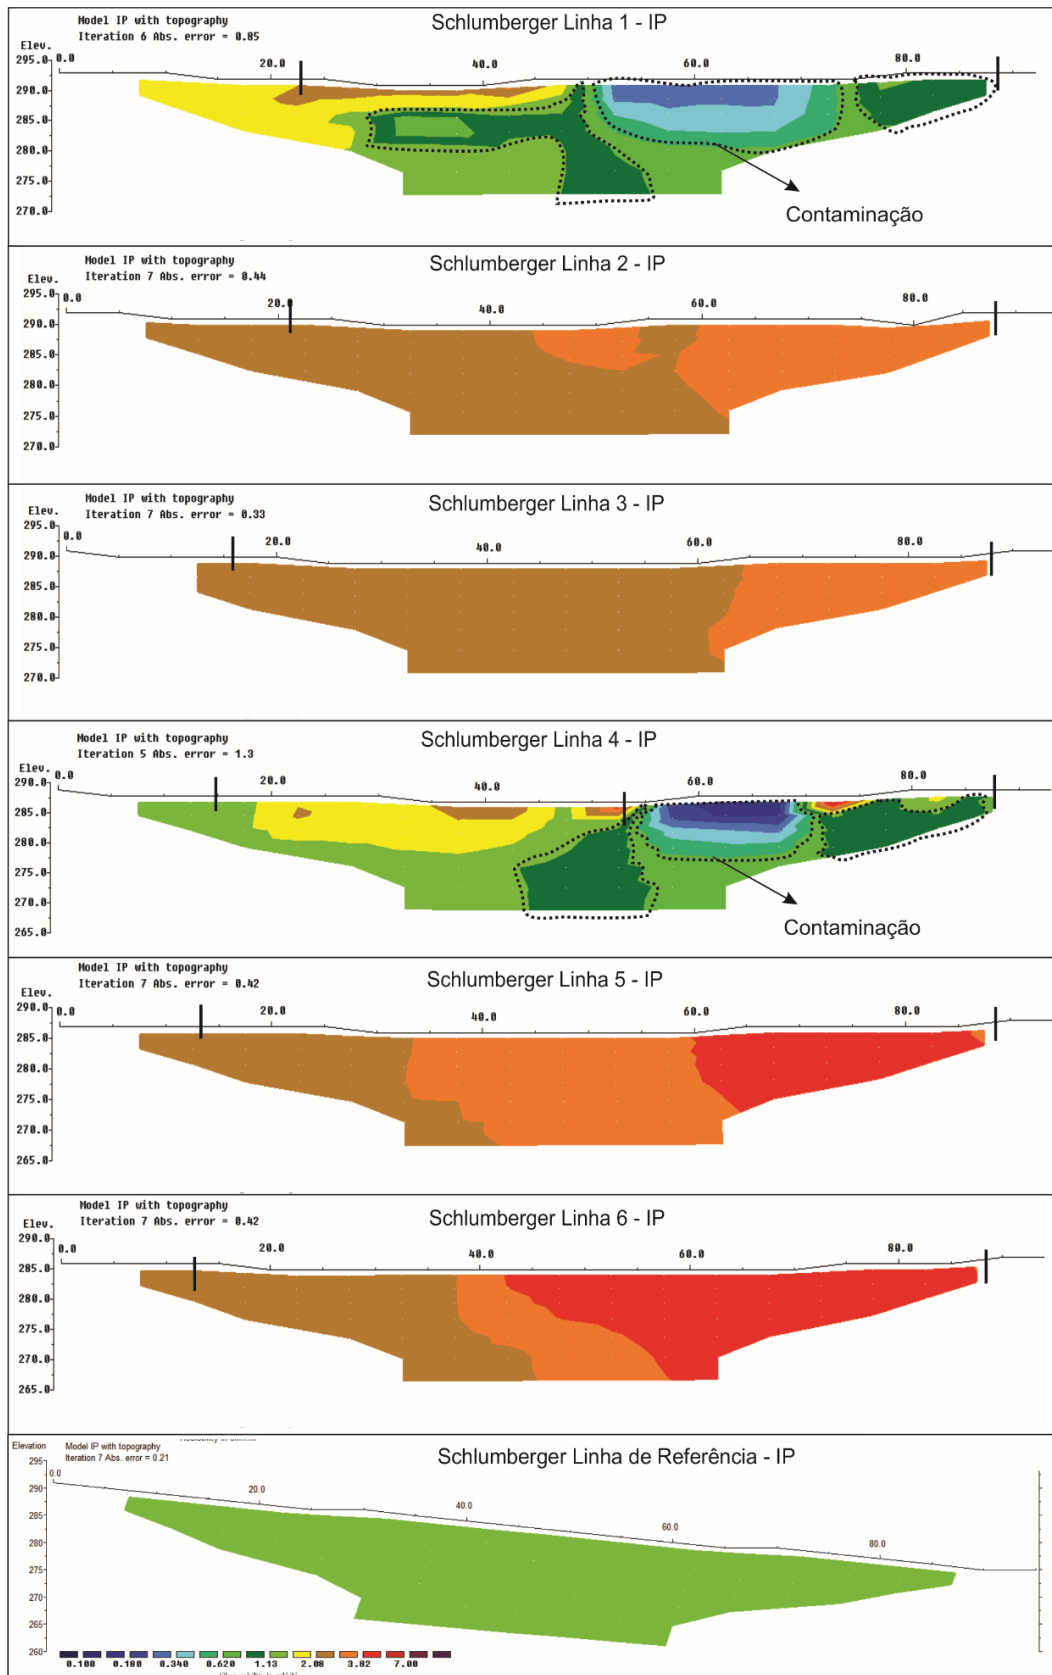 Schlumberger Linha 1 - IP
Model IP with topography
Iteration 6 Abs. error = 0.85
Elev.
0.0 20.0 40.0 60.0 80.0
295.0
290.0
285.0
280.0
275.0
270.0
Contaminação
Schlumberger Linha 2 - IP
Model IP with topography
Iteration 7 Abs. error = 0.44
Elev.
0.0 20.0 40.0 60.0 80.0
295.0
290.0
285.0
280.0
275.0
270.0
Schlumberger Linha 3 - IP
Model IP with topography
Iteration 7 Abs. error = 0.33
Elev.
0.0 20.0 40.0 60.0 80.0
295.0
290.0
285.0
280.0
275.0
270.0
Schlumberger Linha 4 - IP
Model IP with topography
Iteration 5 Abs. error = 1.3
Elev.
0.0 20.0 40.0 60.0 80.0
290.0
285.0
280.0
275.0
270.0
265.0
Contaminação
Schlumberger Linha 5 - IP
Model IP with topography
Iteration 7 Abs. error = 0.42
Elev.
0.0 20.0 40.0 60.0 80.0
290.0
285.0
280.0
275.0
270.0
265.0
Schlumberger Linha 6 - IP
Model IP with topography
Iteration 7 Abs. error = 0.42
Elev.
0.0 20.0 40.0 60.0 80.0
290.0
285.0
280.0
275.0
270.0
265.0
Schlumberger Linha de Referência - IP
Elevation
Model IP with topography
Iteration 7 Abs. error = 0.21
0.0 20.0 40.0 60.0 80.0
295
290
285
280
275
270
265
260
0.100 0.180 0.340 0.620 1.13 2.08 3.82 7.00